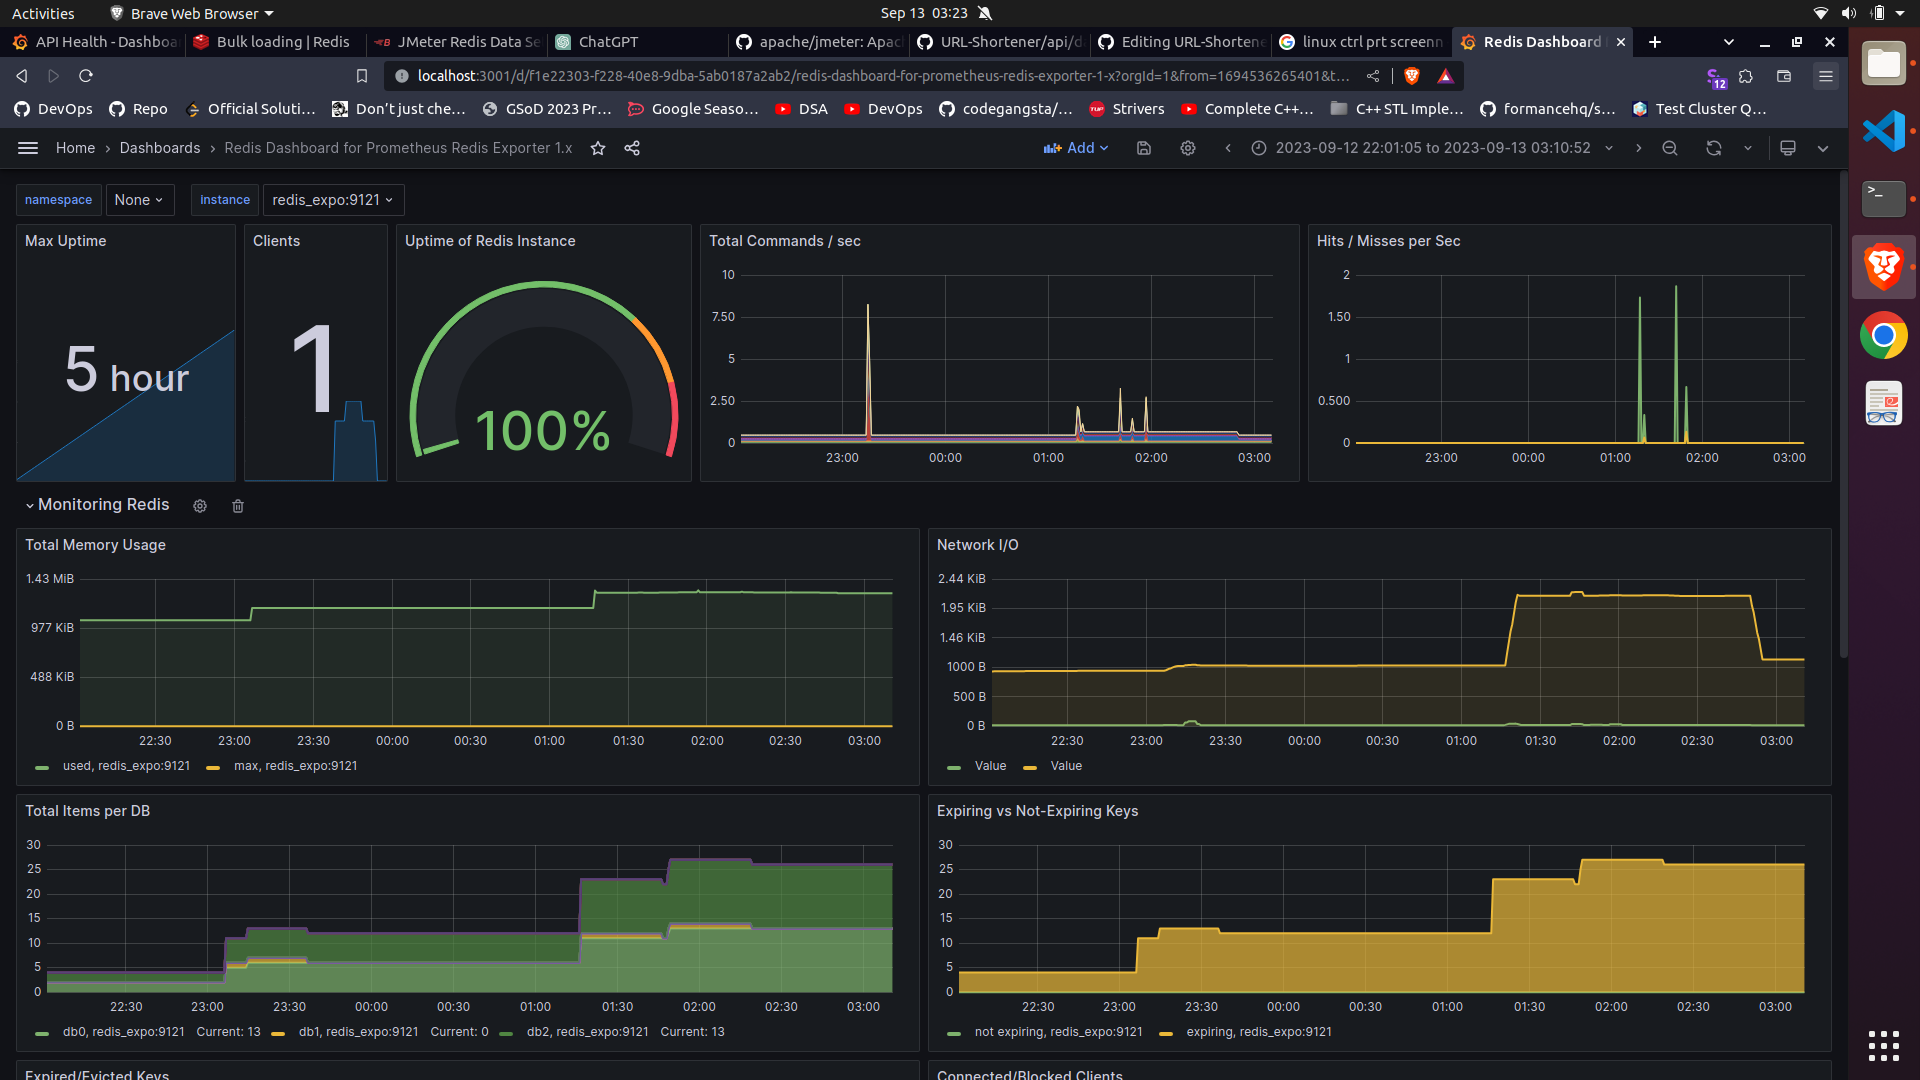 Activities
Brave Web Browser
Sep 13 03:23
API Health - Dashboa
Bulk loading | Redis
JMeter Redis Data Se
ChatGPT
apache/jmeter: Apac
URL-Shortener/api/d
Editing URL-Shortene
linux ctrl prt screenn
Redis Dashboard
localhost:3001/d/f1e22303-f228-40e8-9dba-5ab0187a2ab2/redis-dashboard-for-prometheus-redis-exporter-1-x?orgId=1&from=1694536265401&t...
12
DevOps
Repo
Official Soluti...
Don't just che...
GSoD 2023 Pr...
Google Seaso...
DSA
DevOps
codegangsta/...
Strivers
Complete C++...
C++ STL Imple...
formancehq/s...
Test Cluster Q...
Home › Dashboards › Redis Dashboard for Prometheus Redis Exporter 1.x
Add
2023-09-12 22:01:05 to 2023-09-13 03:10:52
namespace None instance redis_expo:9121
Max Uptime
5 hour
Clients
1
Uptime of Redis Instance
100%
Total Commands / sec
10
7.50
5
2.50
0
23:00 00:00 01:00 02:00 03:00
Hits / Misses per Sec
2
1.50
1
0.500
0
23:00 00:00 01:00 02:00 03:00
Monitoring Redis
Total Memory Usage
1.43 MiB
977 KiB
488 KiB
0 B
22:30 23:00 23:30 00:00 00:30 01:00 01:30 02:00 02:30 03:00
used, redis_expo:9121 max, redis_expo:9121
Network I/O
2.44 KiB
1.95 KiB
1.46 KiB
1000 B
500 B
0 B
22:30 23:00 23:30 00:00 00:30 01:00 01:30 02:00 02:30 03:00
Value Value
Total Items per DB
30
25
20
15
10
5
0
22:30 23:00 23:30 00:00 00:30 01:00 01:30 02:00 02:30 03:00
db0, redis_expo:9121 Current: 13 db1, redis_expo:9121 Current: 0 db2, redis_expo:9121 Current: 13
Expiring vs Not-Expiring Keys
30
25
20
15
10
5
0
22:30 23:00 23:30 00:00 00:30 01:00 01:30 02:00 02:30 03:00
not expiring, redis_expo:9121 expiring, redis_expo:9121
Expired/Evicted Keys
Connected/Blocked Clients